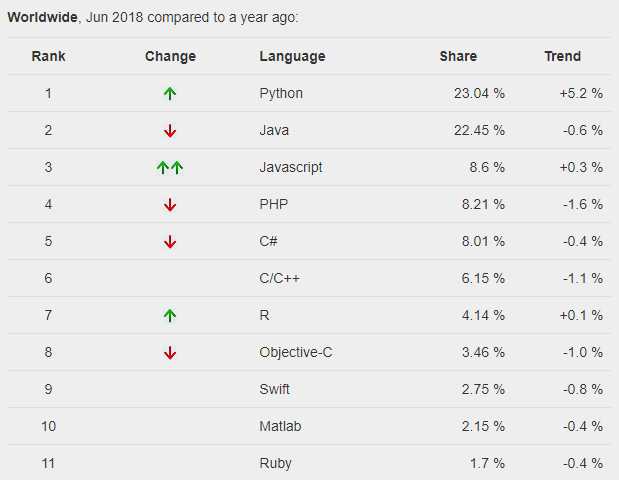 Worldwide, Jun 2018 compared to a year ago:
Rank Change Language Share Trend
1 ↑ Python 23.04 % +5.2 %
2 ↓ Java 22.45 % -0.6 %
3 ↑↑ Javascript 8.6 % +0.3 %
4 ↓ PHP 8.21 % -1.6 %
5 ↓ C# 8.01 % -0.4 %
6 C/C++ 6.15 % -1.1 %
7 ↑ R 4.14 % +0.1 %
8 ↓ Objective-C 3.46 % -1.0 %
9 Swift 2.75 % -0.8 %
10 Matlab 2.15 % -0.4 %
11 Ruby 1.7 % -0.4 %